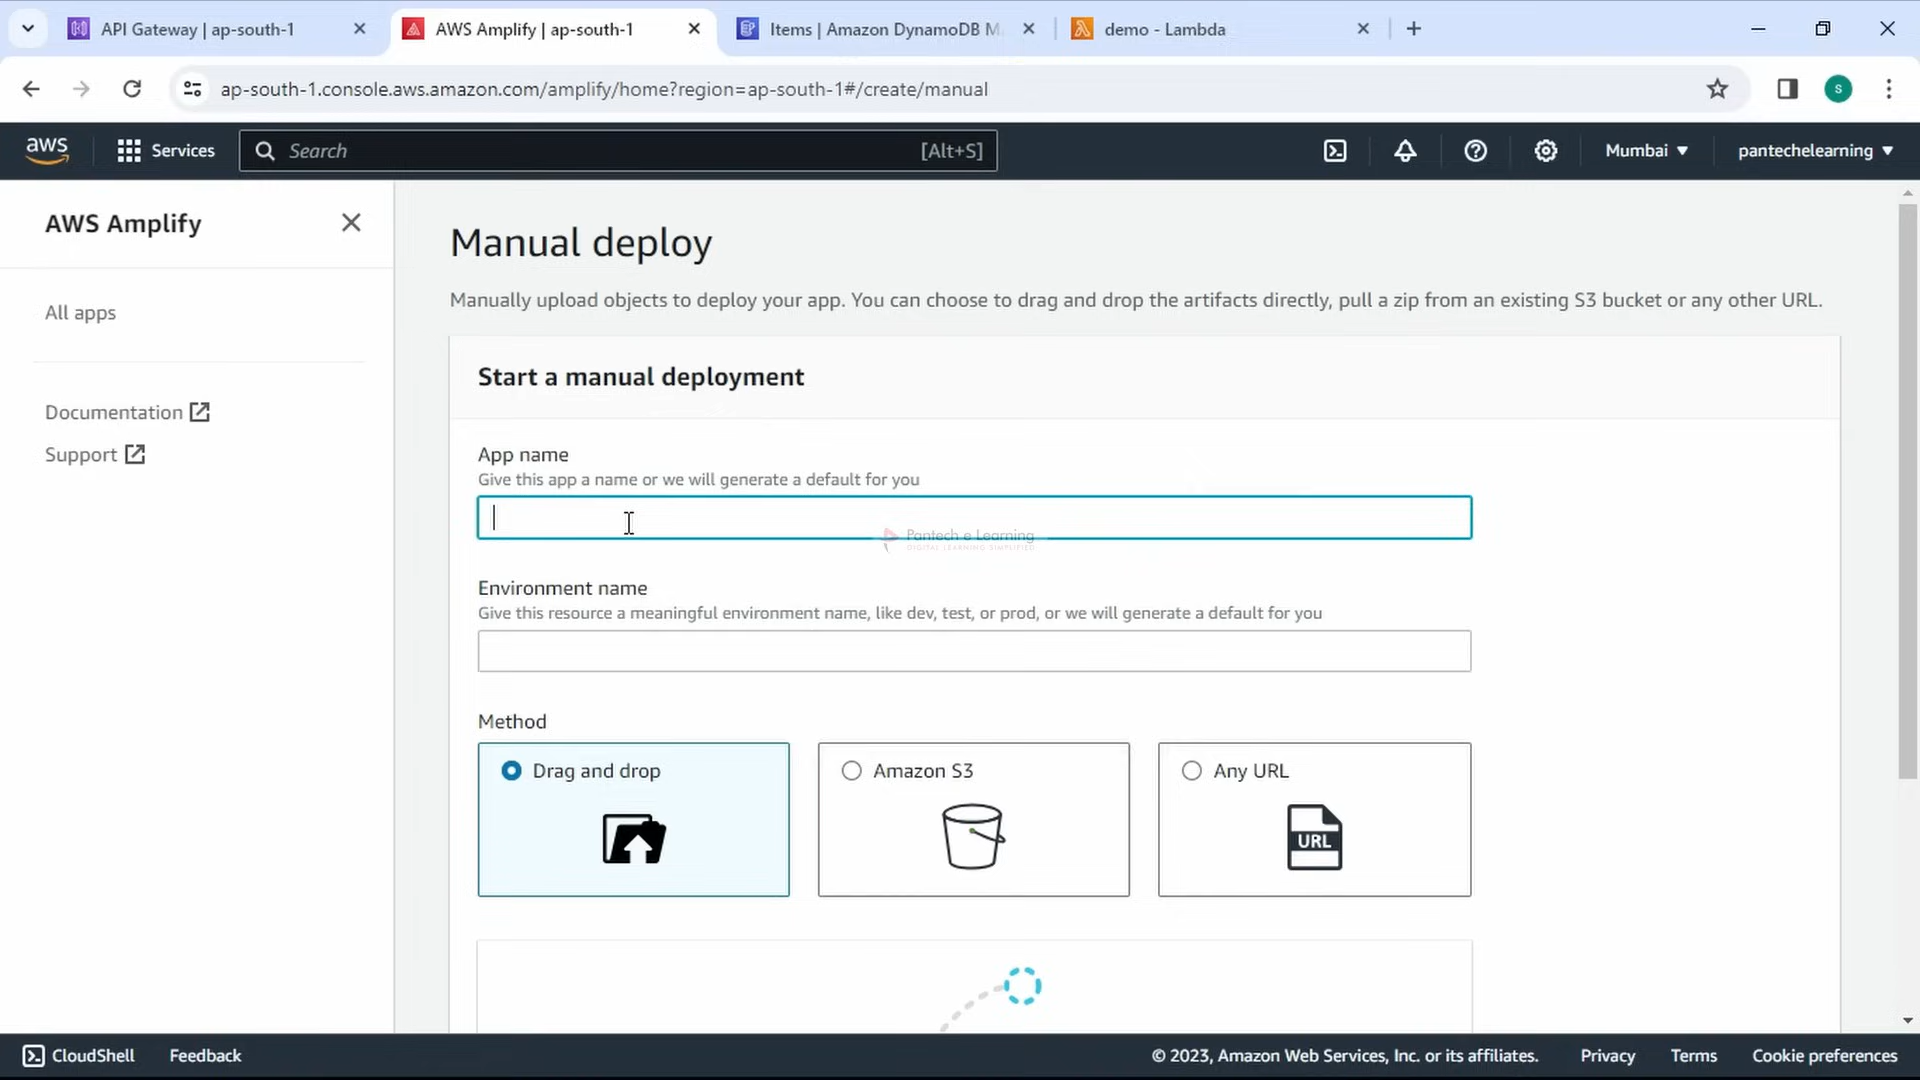 API Gateway | ap-south-1
AWS Amplify | ap-south-1
Items | Amazon DynamoDB M
demo - Lambda
ap-south-1.console.aws.amazon.com/amplify/home?region=ap-south-1#/create/manual
s
aws
Services
Search
[Alt+S]
Mumbai
pantechelearning
AWS Amplify
All apps
Documentation
Support
Manual deploy
Manually upload objects to deploy your app. You can choose to drag and drop the artifacts directly, pull a zip from an existing S3 bucket or any other URL.
Start a manual deployment
App name
Give this app a name or we will generate a default for you
Pantech e Learning
DIGITAL LEARNING SIMPLIFIED
Environment name
Give this resource a meaningful environment name, like dev, test, or prod, or we will generate a default for you
Method
Drag and drop
Amazon S3
Any URL
URL
CloudShell
Feedback
© 2023, Amazon Web Services, Inc. or its affiliates.
Privacy
Terms
Cookie preferences